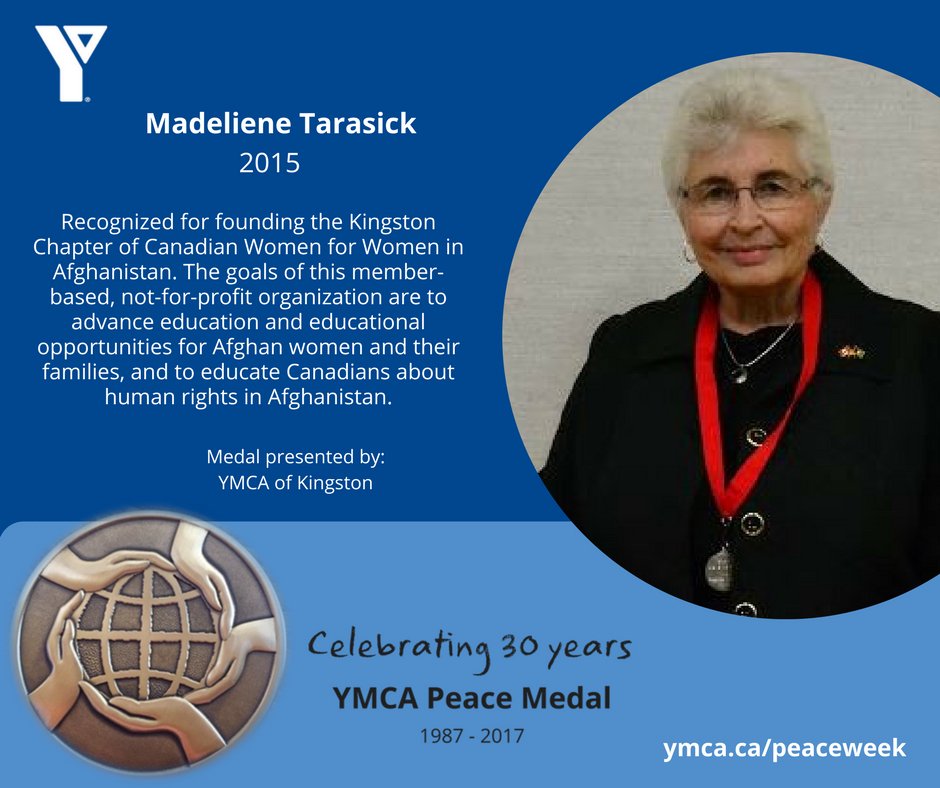 Madeliene Tarasick
2015
Recognized for founding the Kingston
Chapter of Canadian Women for Women in
Afghanistan. The goals of this member-
based, not-for-profit organization are to
advance education and educational
opportunities for Afghan women and their
families, and to educate Canadians about
human rights in Afghanistan.
Medal presented by:
YMCA of Kingston
Celebrating 30 years
YMCA Peace Medal
1987 - 2017
ymca.ca/peaceweek